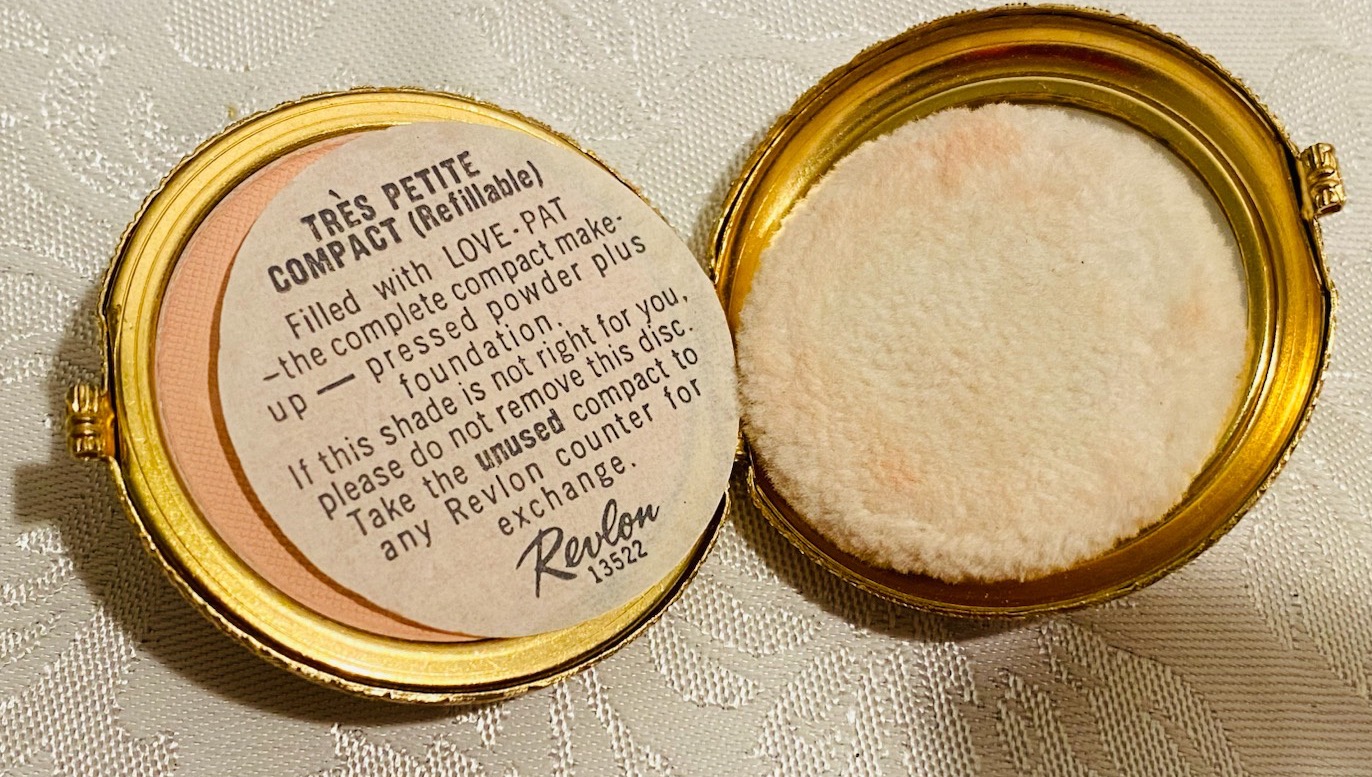 TRÈS PETITE
COMPACT (Refillable)
Filled with LOVE-PAT
—the complete compact make-
up — pressed powder plus
foundation.
If this shade is not right for you,
please do not remove this disc.
Take the unused compact to
any Revlon counter for
exchange.
Revlon
13522